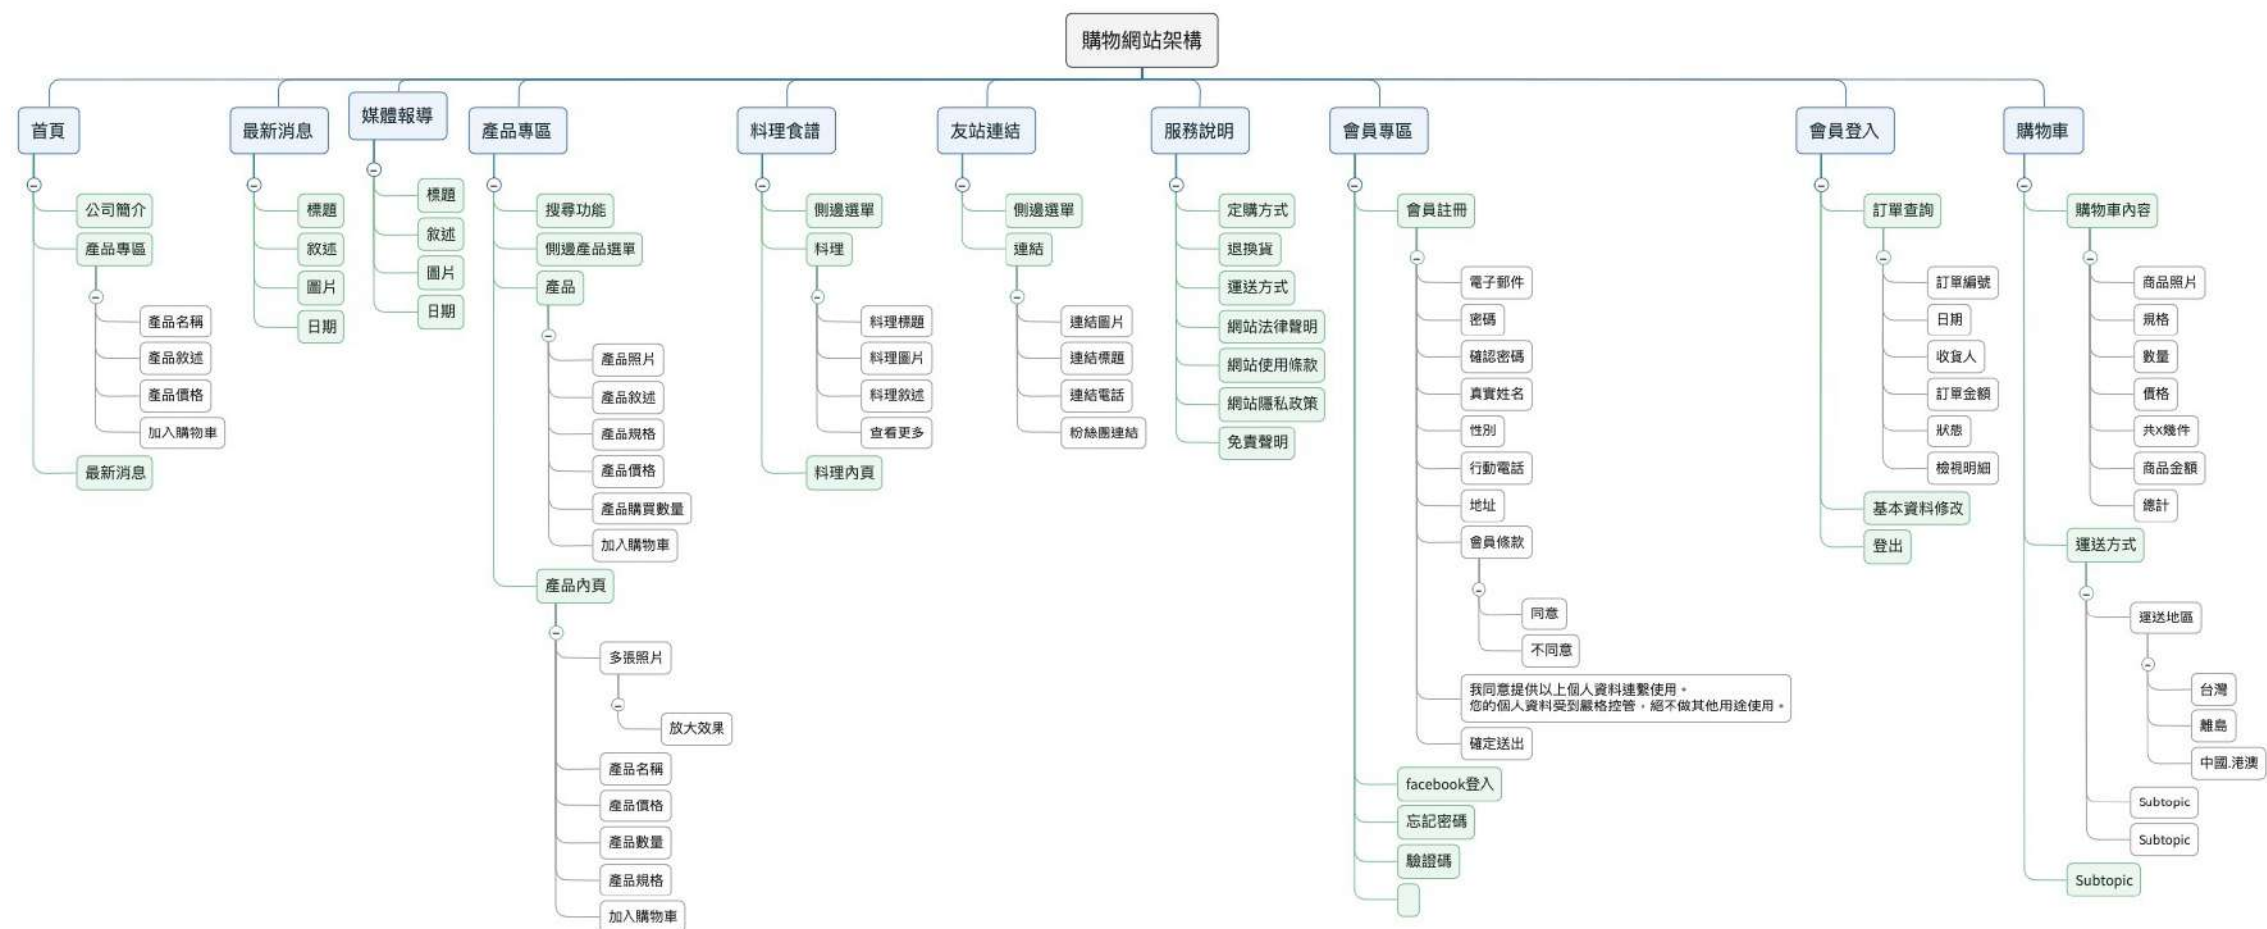 購物網站架構
首頁
公司簡介
產品專區
產品名稱
產品敘述
產品價格
加入購物車
最新消息
最新消息
標題
敘述
圖片
日期
媒體報導
標題
敘述
圖片
日期
產品專區
搜尋功能
側邊產品選單
產品
產品照片
產品敘述
產品規格
產品價格
產品購買數量
加入購物車
產品內頁
多張照片
放大效果
產品名稱
產品價格
產品數量
產品規格
加入購物車
料理食譜
側邊選單
料理
料理標題
料理圖片
料理敘述
查看更多
料理內頁
友站連結
側邊選單
連結
連結圖片
連結標題
連結電話
粉絲團連結
服務說明
定購方式
退換貨
運送方式
網站法律聲明
網站使用條款
網站隱私政策
免責聲明
會員專區
會員註冊
電子郵件
密碼
確認密碼
真實姓名
性別
行動電話
地址
會員條款
同意
不同意
我同意提供以上個人資料連繫使用。
您的個人資料受到嚴格控管，絕不做其他用途使用。
確定送出
facebook登入
忘記密碼
驗證碼
會員登入
訂單查詢
訂單編號
日期
收貨人
訂單金額
狀態
檢視明細
基本資料修改
登出
購物車
購物車內容
商品照片
規格
數量
價格
共X幾件
商品金額
總計
運送方式
運送地區
台灣
離島
中國.港澳
Subtopic
Subtopic
Subtopic